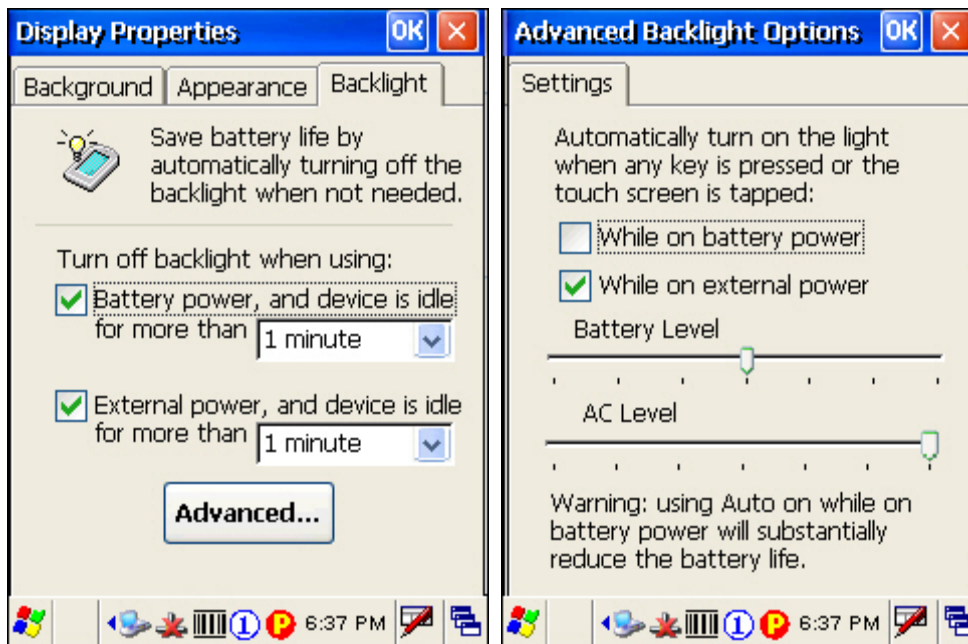 Display Properties OK
Background Appearance Backlight
Save battery life by
automatically turning off the
backlight when not needed.
Turn off backlight when using:
Battery power, and device is idle
for more than 1 minute
External power, and device is idle
for more than 1 minute
Advanced...
1 P 6:37 PM
Advanced Backlight Options OK
Settings
Automatically turn on the light
when any key is pressed or the
touch screen is tapped:
While on battery power
While on external power
Battery Level
AC Level
Warning: using Auto on while on
battery power will substantially
reduce the battery life.
1 P 6:37 PM